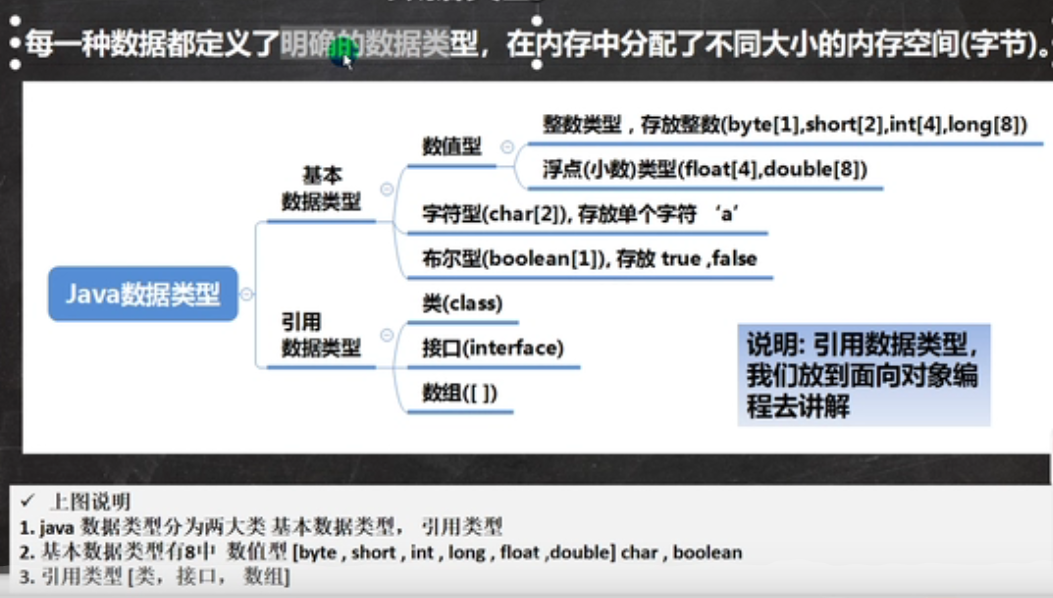 每一种数据都定义了明确的数据类型，在内存中分配了不同大小的内存空间(字节)。
整数类型，存放整数(byte[1],short[2],int[4],long[8])
数值型
浮点(小数)类型(float[4],double[8])
基本
数据类型
字符型(char[2]), 存放单个字符 ‘a’
布尔型(boolean[1]), 存放 true ,false
Java数据类型
类(class)
引用
数据类型
接口(interface)
数组([ ])
说明: 引用数据类型，
我们放到面向对象编
程去讲解
✓ 上图说明
1. java 数据类型分为两大类 基本数据类型， 引用类型
2. 基本数据类型有8中 数值型 [byte , short , int , long , float ,double] char , boolean
3. 引用类型 [类，接口， 数组]